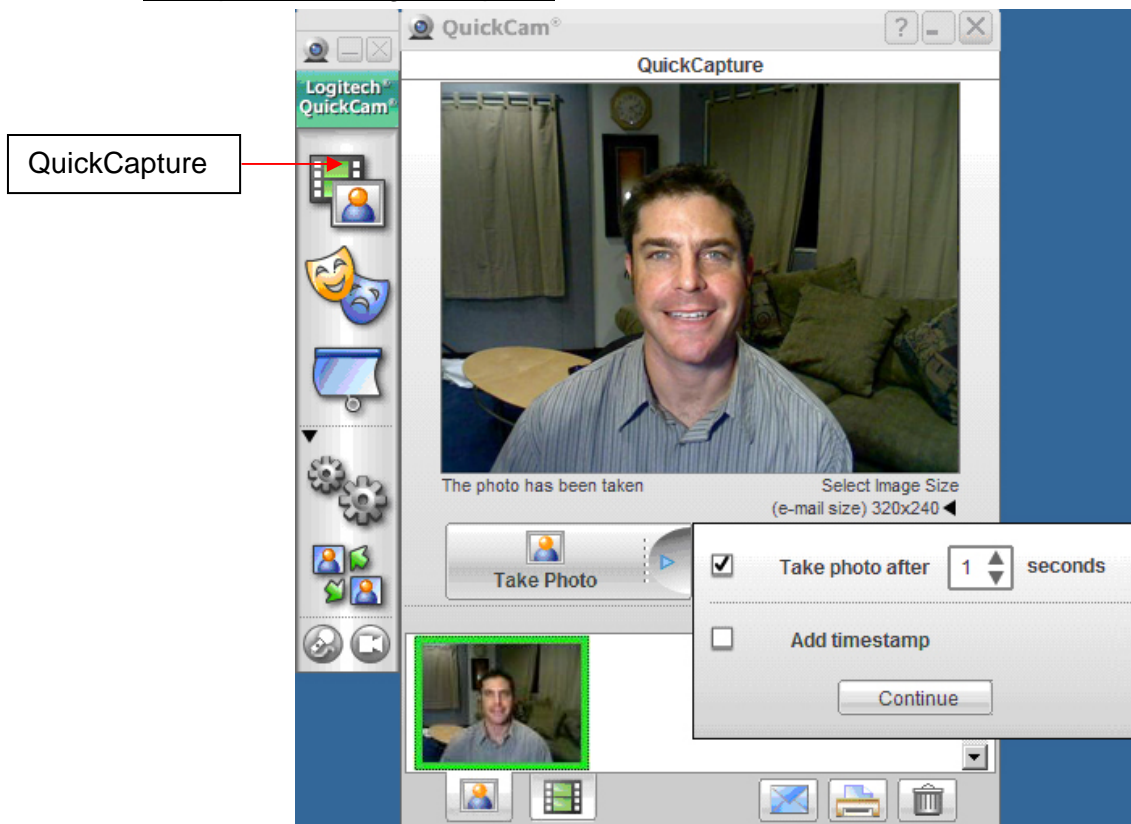 QuickCam®
QuickCapture
Logitech®
QuickCam®
QuickCapture
The photo has been taken
Select Image Size
(e-mail size) 320x240
Take Photo
Take photo after 1 seconds
Add timestamp
Continue